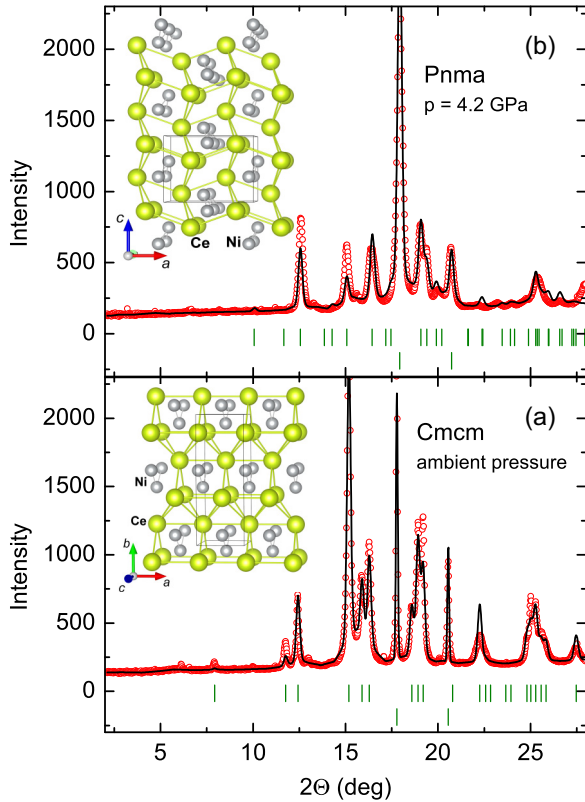 (b)
Pnma
p = 4.2 GPa
2000
1500
1000
500
0
Intensity
c
a
Ce
Ni
(a)
Cmcm
ambient pressure
2000
1500
1000
500
0
Intensity
Ni
Ce
b
c
a
5 10 15 20 25
2Θ (deg)